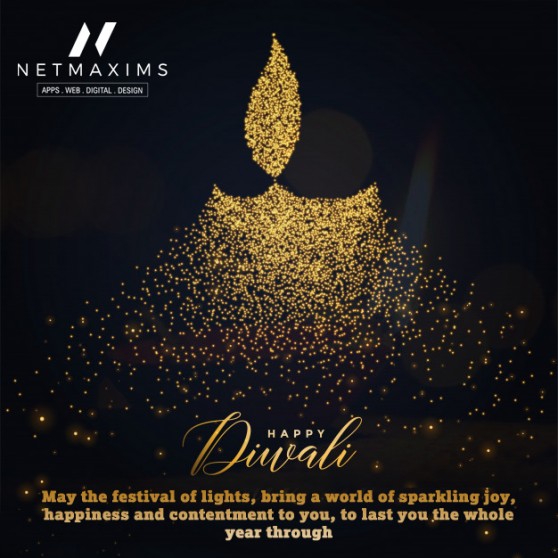 NETMAXIMS
APPS . WEB . DIGITAL . DESIGN
HAPPY
Diwali
May the festival of lights, bring a world of sparkling joy,
happiness and contentment to you, to last you the whole
year through